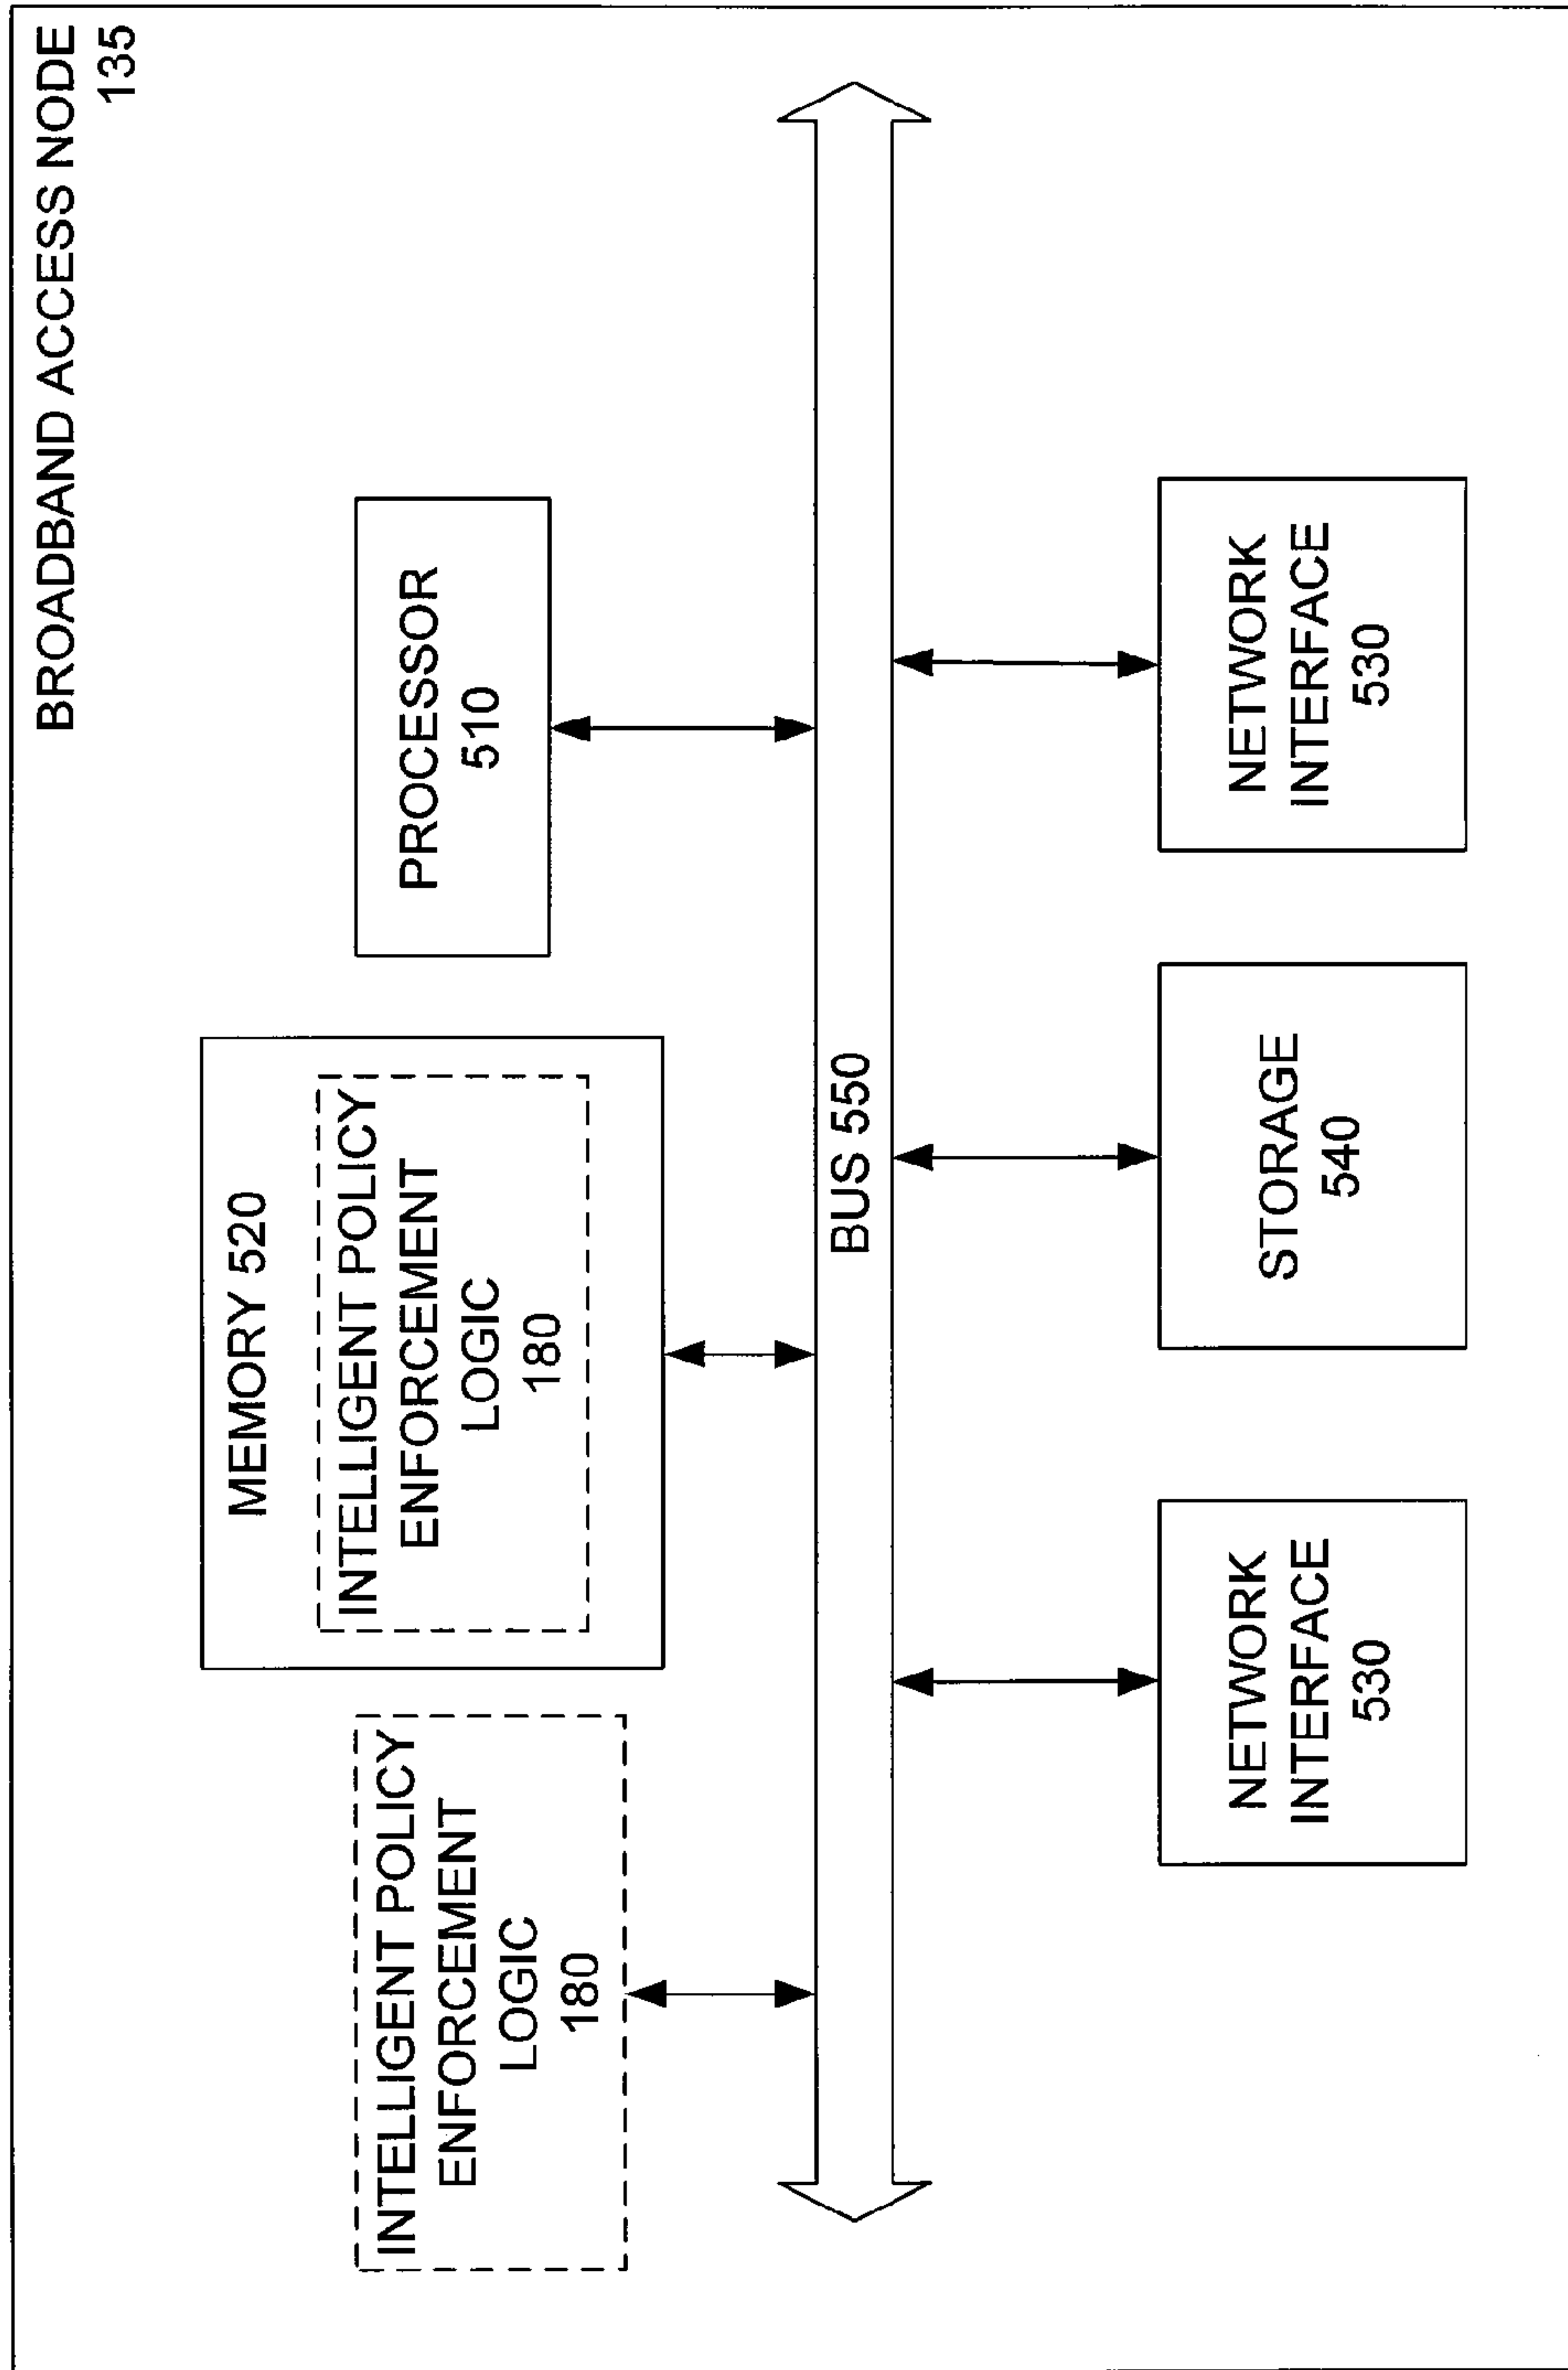 BROADBAND ACCESS NODE
135
INTELLIGENT POLICY
ENFORCEMENT
LOGIC
180
MEMORY 520
INTELLIGENT POLICY
ENFORCEMENT
LOGIC
180
PROCESSOR
510
BUS 550
NETWORK
INTERFACE
530
STORAGE
540
NETWORK
INTERFACE
530